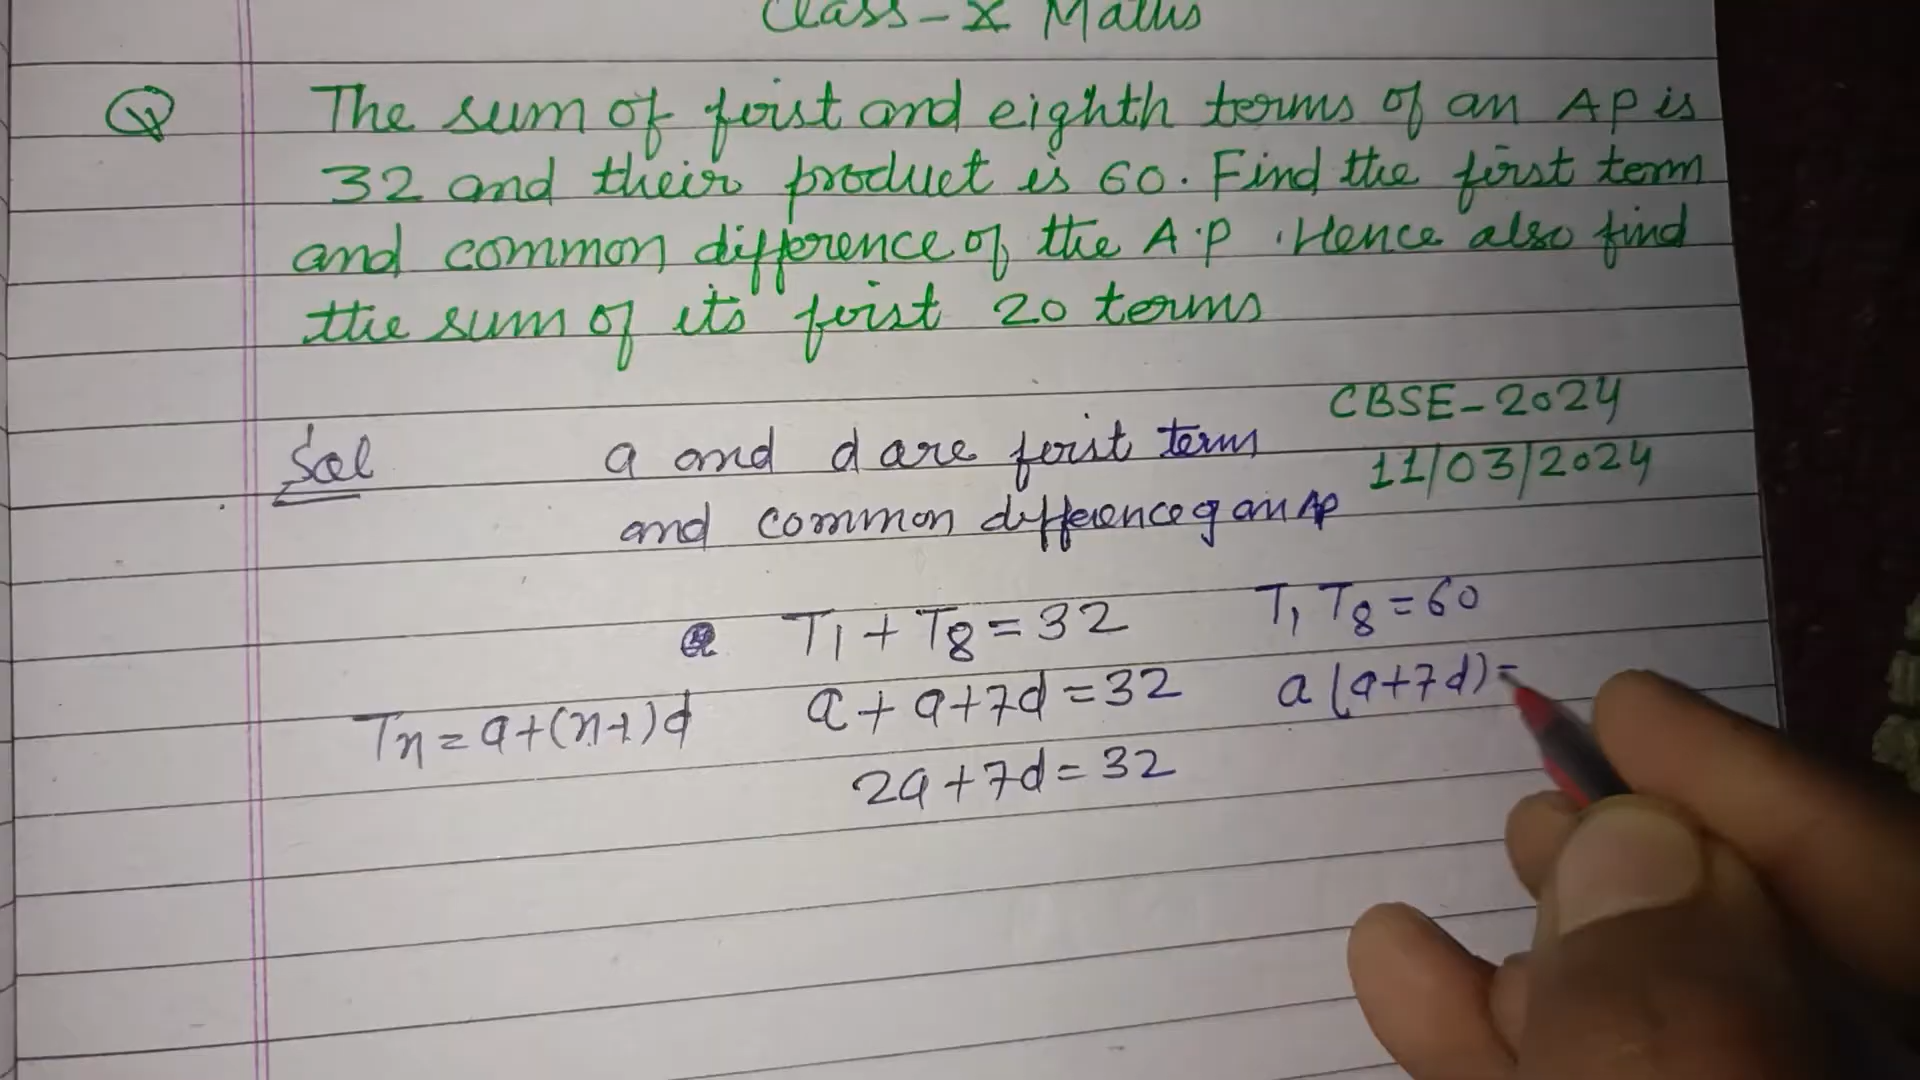 Class - X Maths
Q The sum of first and eighth terms of an AP is
32 and their product is 60. Find the first term
and common difference of the A.P. Hence also find
the sum of its first 20 terms
CBSE - 2024
11/03/2024
Sol a and d are first term
and common difference of an AP
T1 + T8 = 32 T1 T8 = 60
a + a + 7d = 32 a (a+7d) =
Tn = a + (n-1)d
2a + 7d = 32